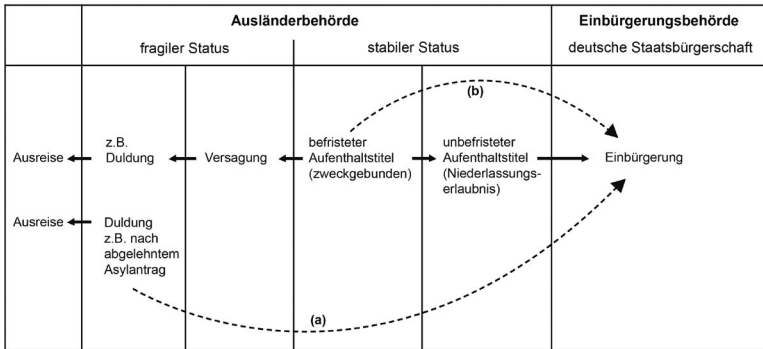 Ausländerbehörde
Einbürgerungsbehörde
fragiler Status
stabiler Status
deutsche Staatsbürgerschaft
(b)
Ausreise
z.B.
Duldung
Versagung
befristeter
Aufenthaltstitel
(zweckgebunden)
unbefristeter
Aufenthaltstitel
(Niederlassungs-
erlaubnis)
Einbürgerung
Ausreise
Duldung
z.B. nach
abgelehntem
Asylantrag
(a)